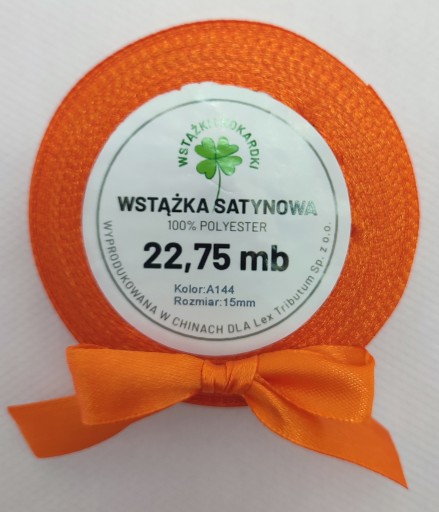 WSTĄŻKI KOKARDKI
WSTĄŻKA SATYNOWA
100% POLYESTER
22,75 mb
Kolor:A144
Rozmiar:15mm
WYPRODUKOWANA W CHINACH DLA Lex Tributum Sp. z o.o.